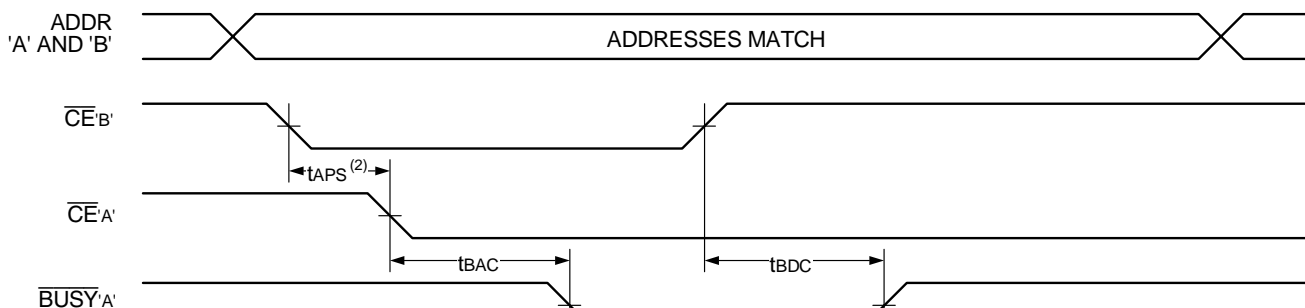 ADDR
'A' AND 'B'
ADDRESSES MATCH
CE'B'
tAPS (2)
CE'A'
tBAC
tBDC
BUSY'A'